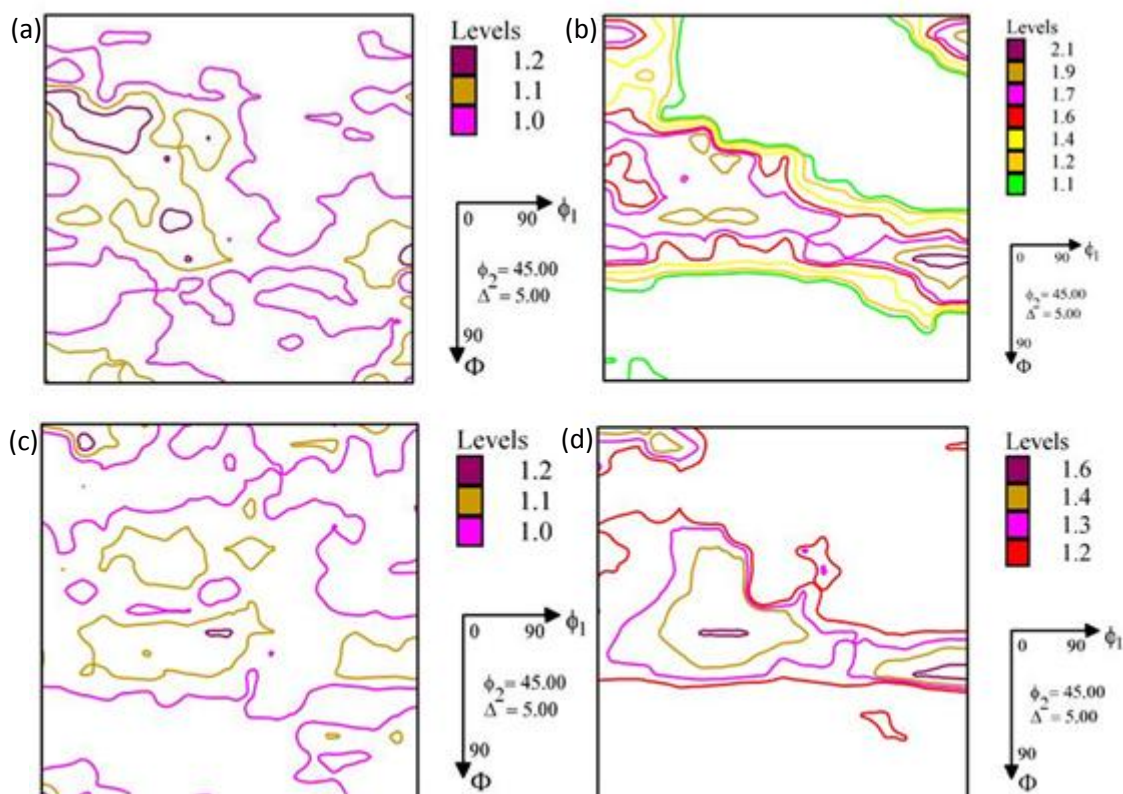 (a)
Levels
1.2
1.1
1.0
0 90 ϕ1
ϕ2 = 45.00
Δ = 5.00
90
Φ
(b)
Levels
2.1
1.9
1.7
1.6
1.4
1.2
1.1
0 90 ϕ1
ϕ2 = 45.00
Δ = 5.00
90
Φ
(c)
Levels
1.2
1.1
1.0
0 90 ϕ1
ϕ2 = 45.00
Δ = 5.00
90
Φ
(d)
Levels
1.6
1.4
1.3
1.2
0 90 ϕ1
ϕ2 = 45.00
Δ = 5.00
90
Φ